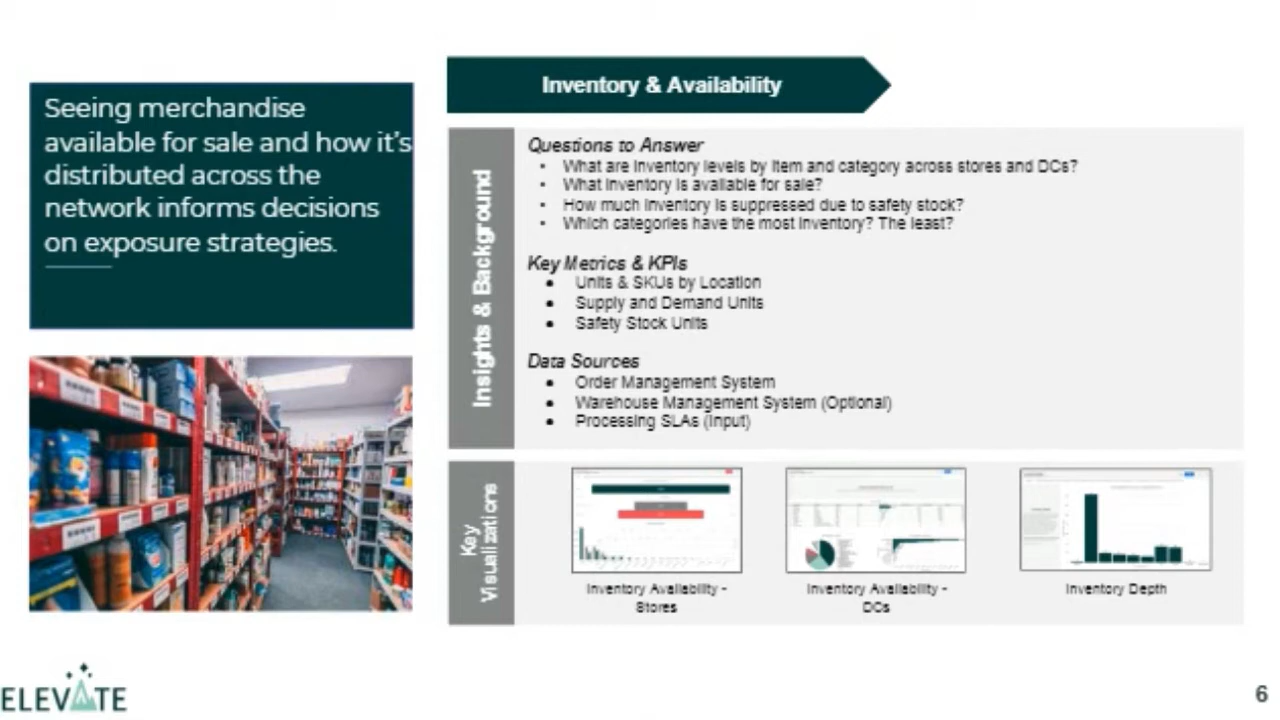 Seeing merchandise
available for sale and how it's
distributed across the
network informs decisions
on exposure strategies.
Inventory & Availability
Insights & Background
Questions to Answer
• What are inventory levels by item and category across stores and DCs?
• What inventory is available for sale?
• How much inventory is suppressed due to safety stock?
• Which categories have the most inventory? The least?
Key Metrics & KPIs
● Units & SKUs by Location
● Supply and Demand Units
● Safety Stock Units
Data Sources
● Order Management System
● Warehouse Management System (Optional)
● Processing SLAs (Input)
Key
Visualizations
Inventory Availability -
Stores
Inventory Availability -
DCs
Inventory Depth
ELEVATE
6